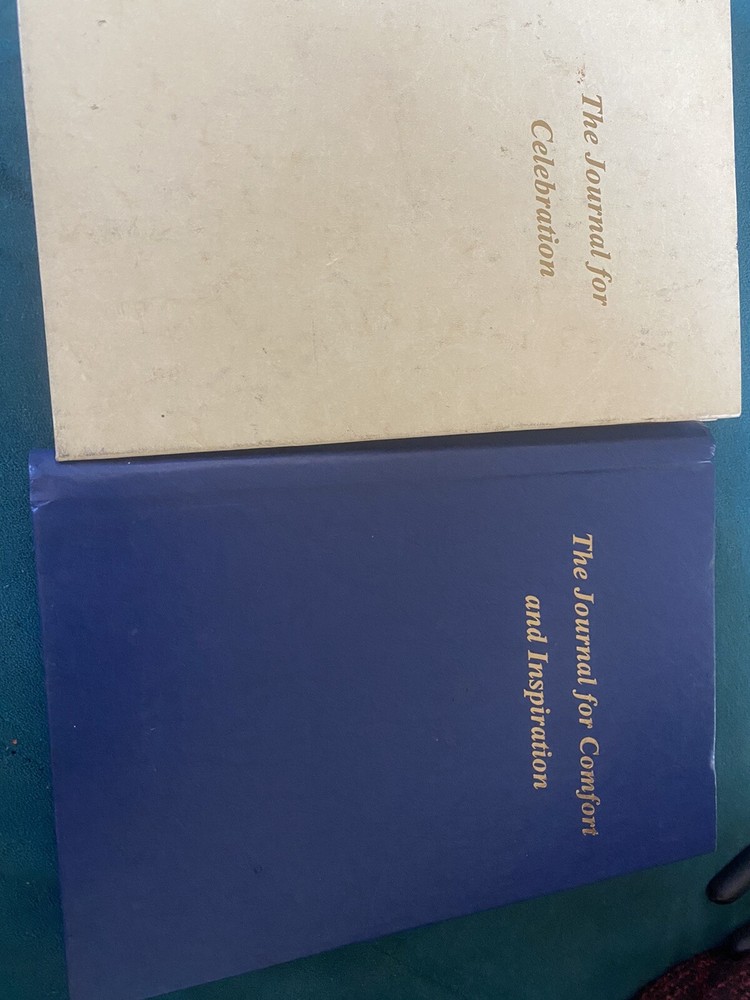 The Journal for
Celebration
The Journal for Comfort
and Inspiration